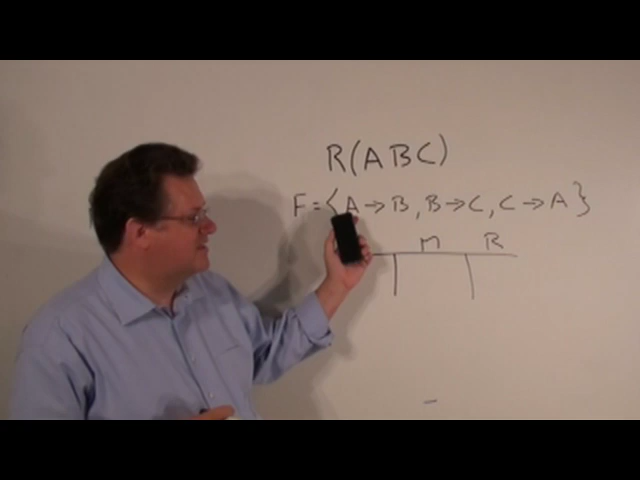 R(ABC)
F={A→B, B→C, C→A}
M R